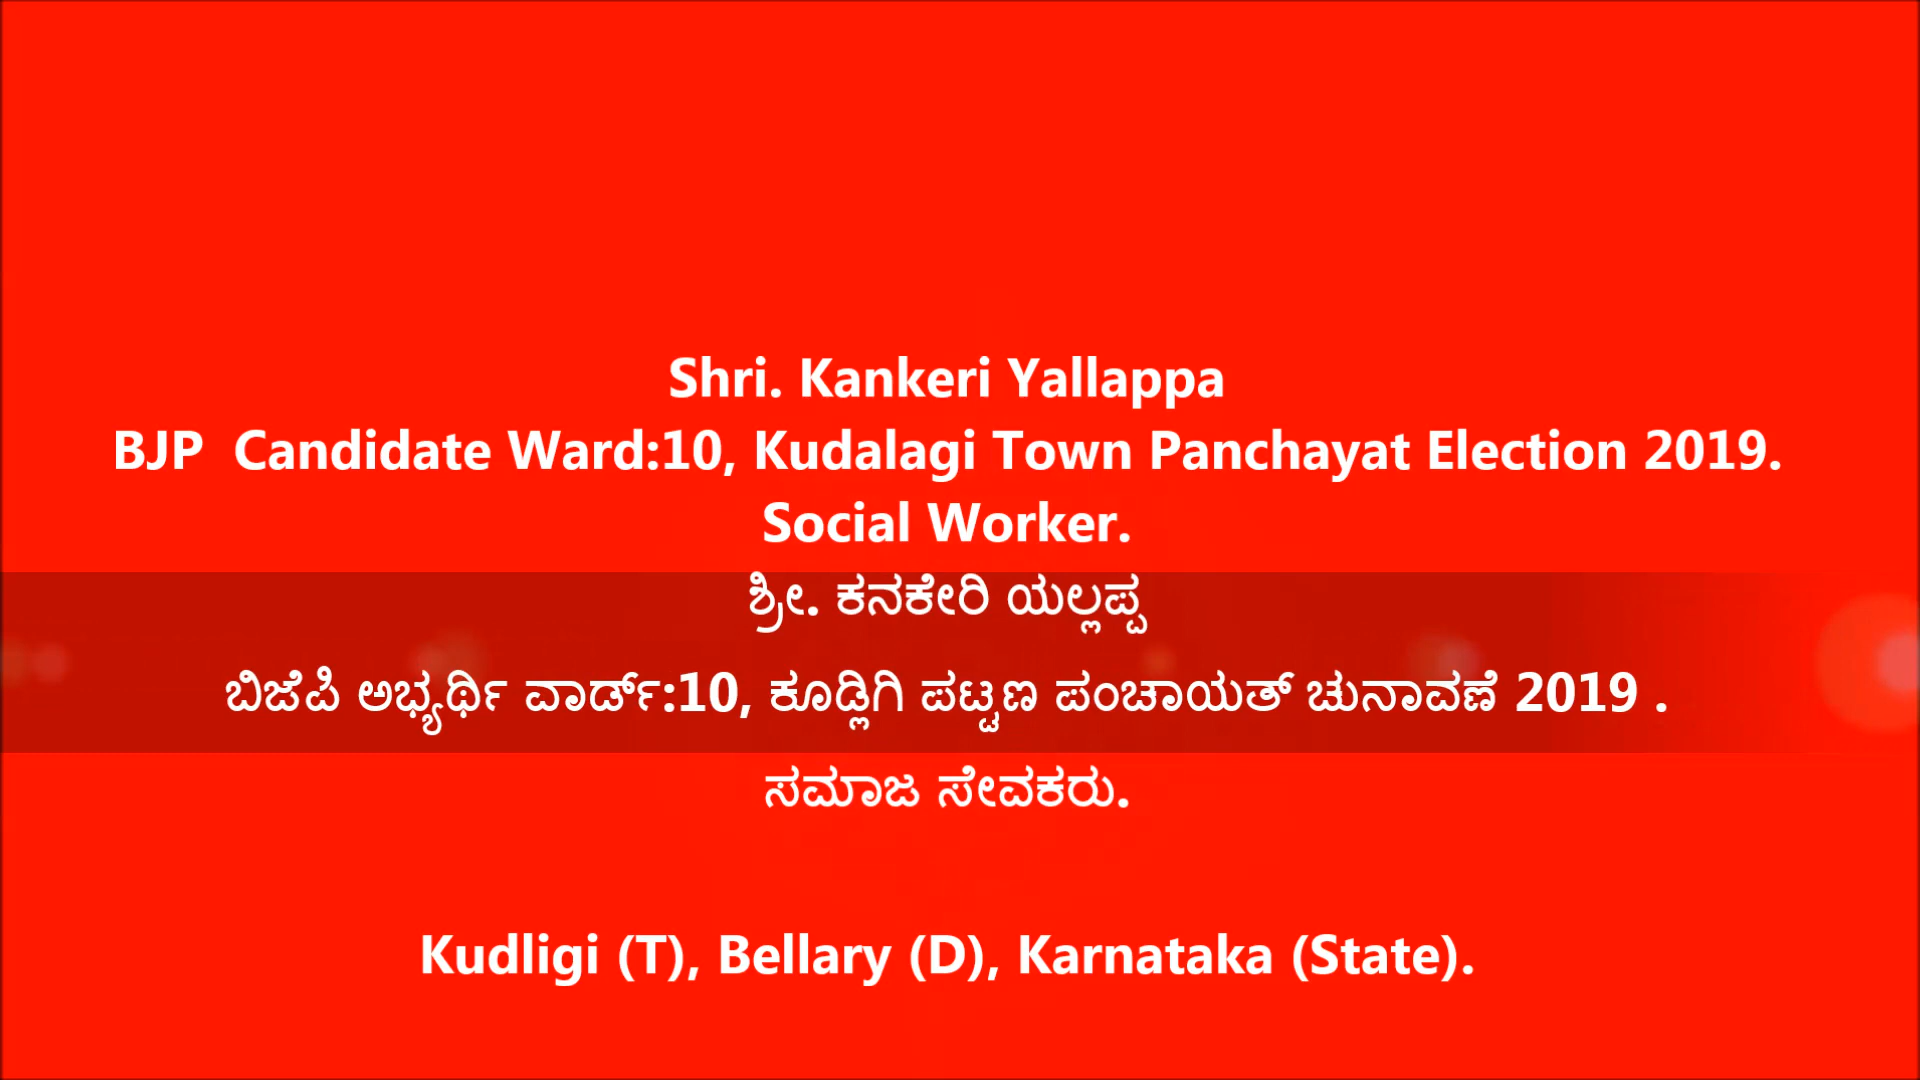 Shri. Kankeri Yallappa
BJP  Candidate Ward:10, Kudalagi Town Panchayat Election 2019.
Social Worker.
ಶ್ರೀ. ಕನಕೇರಿ ಯಲ್ಲಪ್ಪ
ಬಿಜೆಪಿ ಅಭ್ಯರ್ಥಿ ವಾರ್ಡ್:10, ಕೂಡ್ಲಿಗಿ ಪಟ್ಟಣ ಪಂಚಾಯತ್ ಚುನಾವಣೆ 2019 .
ಸಮಾಜ ಸೇವಕರು.
Kudligi (T), Bellary (D), Karnataka (State).